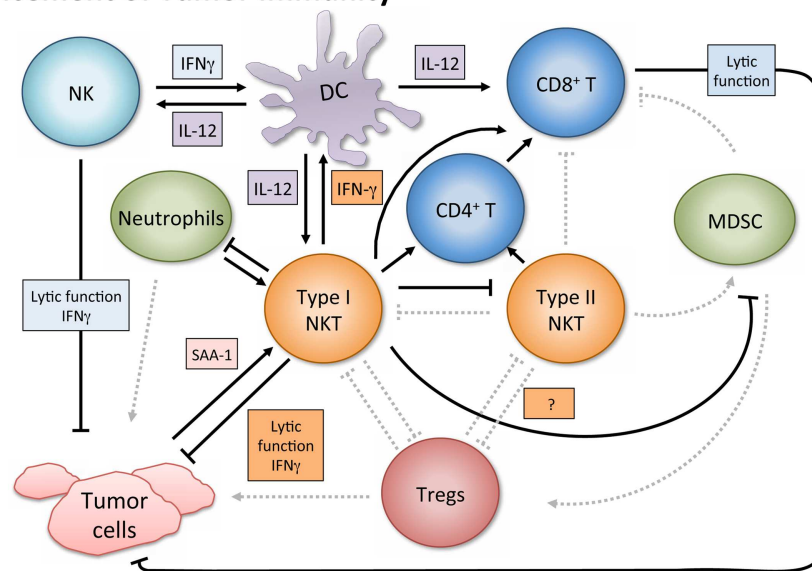 IFNγ
IL-12
Lytic
function
NK
DC
CD8⁺ T
IL-12
IL-12
IFN-γ
Neutrophils
CD4⁺ T
MDSC
Lytic function
IFNγ
Type I
NKT
Type II
NKT
SAA-1
?
Lytic
function
IFNγ
Tumor
cells
Tregs